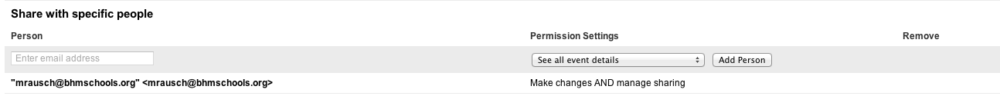 Share with specific people
Person Permission Settings Remove
Enter email address See all event details Add Person
"mrausch@bhmschools.org" <mrausch@bhmschools.org> Make changes AND manage sharing